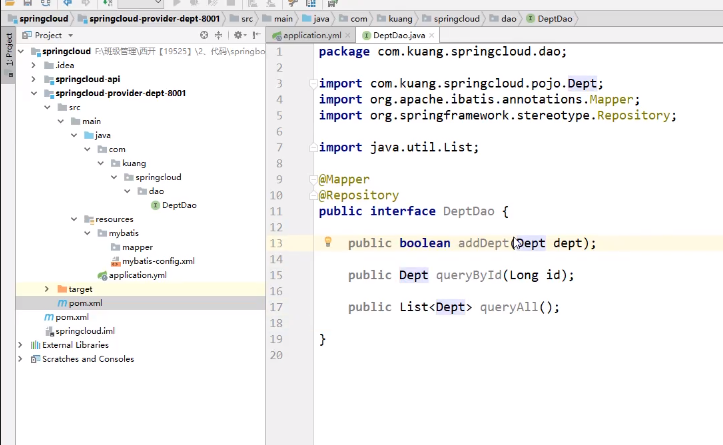 springcloud springcloud-provider-dept-8001 src main java com kuang springcloud dao DeptDao
1: Project
Project
application.yml
DeptDao.java
springcloud F:\班级管理\西开【19525】\2、代码\springbo
.idea
springcloud-api
springcloud-provider-dept-8001
src
main
java
com
kuang
springcloud
dao
DeptDao
resources
mybatis
mapper
mybatis-config.xml
application.yml
target
pom.xml
pom.xml
springcloud.iml
External Libraries
Scratches and Consoles
1 package com.kuang.springcloud.dao;
2
3 import com.kuang.springcloud.pojo.Dept;
4 import org.apache.ibatis.annotations.Mapper;
5 import org.springframework.stereotype.Repository;
6
7 import java.util.List;
8
9 @Mapper
10 @Repository
11 public interface DeptDao {
12
13 public boolean addDept(Dept dept);
14
15 public Dept queryById(Long id);
16
17 public List<Dept> queryAll();
18
19 }
20